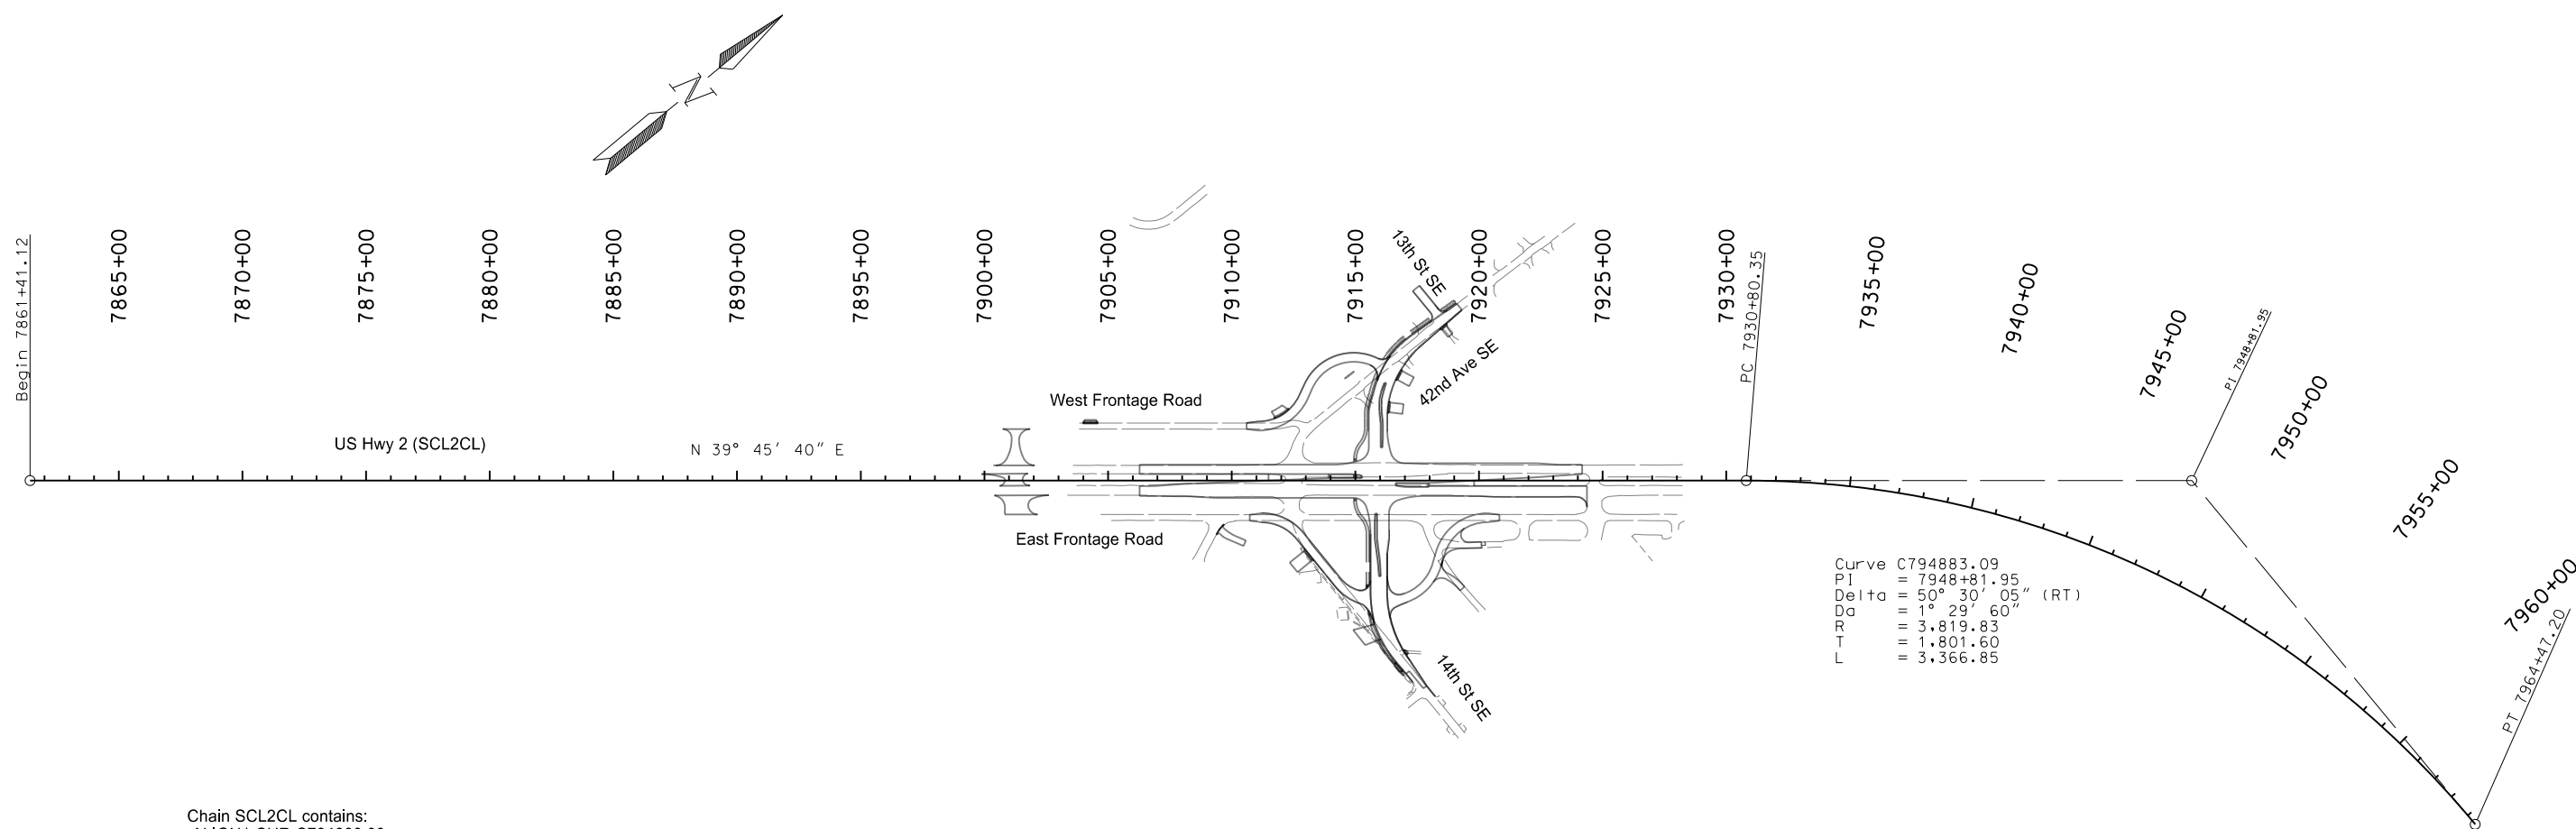 N
7865+00
7870+00
7875+00
7880+00
7885+00
7890+00
7895+00
7900+00
7905+00
7910+00
7915+00
7920+00
7925+00
7930+00
7935+00
7940+00
7945+00
7950+00
7955+00
7960+00
Begin 7861+41.12
PC 7930+80.35
PI 7948+81.95
PT 7964+47.20
13th St SE
42nd Ave SE
West Frontage Road
US Hwy 2 (SCL2CL)
N 39° 45' 40" E
East Frontage Road
14th St SE
Curve C794883.09
PI = 7948+81.95
Delta = 50° 30' 05" (RT)
Da = 1° 29' 60"
R = 3,819.83
T = 1,801.60
L = 3,366.85
Chain SCL2CL contains: